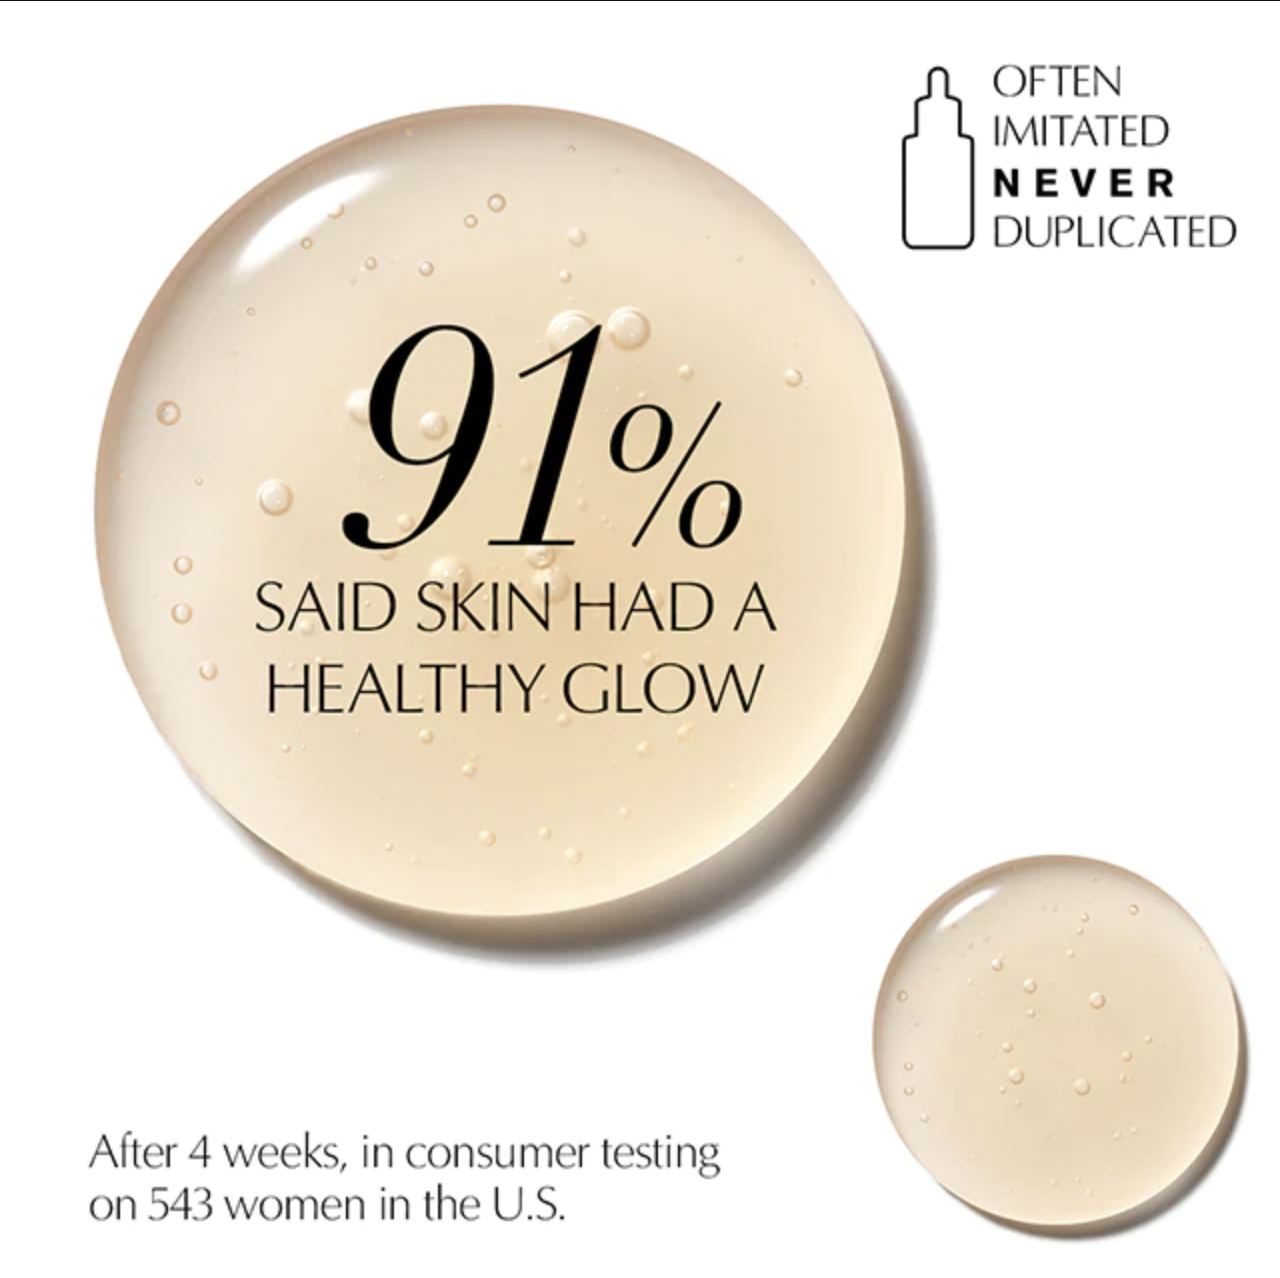 OFTEN
IMITATED
NEVER
DUPLICATED
91%
SAID SKIN HAD A
HEALTHY GLOW
After 4 weeks, in consumer testing
on 543 women in the U.S.